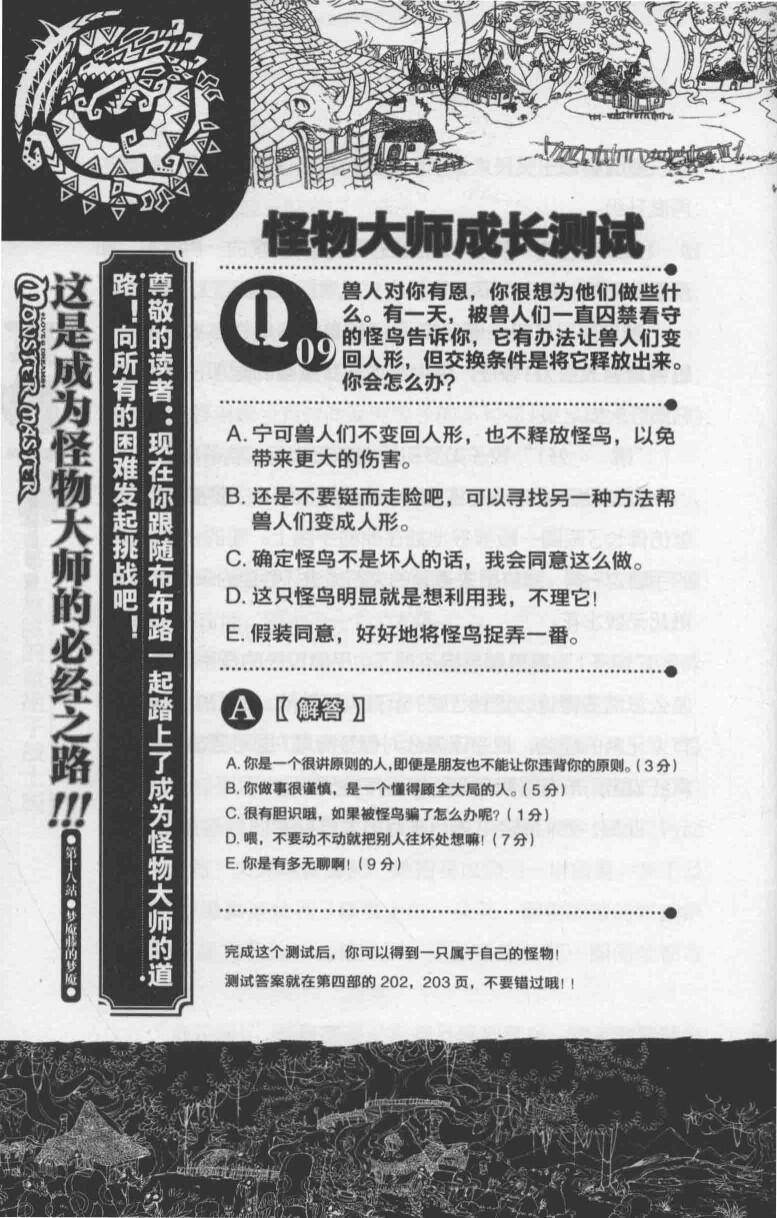 怪物大师成长测试
Q 09
兽人对你有恩，你很想为他们做些什
么。有一天，被兽人们一直囚禁看守
的怪鸟告诉你，它有办法让兽人们变
回人形，但交换条件是将它释放出来。
你会怎么办？
A. 宁可兽人们不变回人形，也不释放怪鸟，以免
带来更大的伤害。
B. 还是不要铤而走险吧，可以寻找另一种方法帮
兽人们变成人形。
C. 确定怪鸟不是坏人的话，我会同意这么做。
D. 这只怪鸟明显就是想利用我，不理它！
E. 假装同意，好好地将怪鸟捉弄一番。
A 〖解答〗
A. 你是一个很讲原则的人，即便是朋友也不能让你违背你的原则。（3分）
B. 你做事很谨慎，是一个懂得顾全大局的人。（5分）
C. 很有胆识哦，但果被怪鸟骗了怎么办呢？（1分）
D. 喂，不要动不动就把别人往坏处想嘛！（7分）
E. 你是有多无聊啊！（9分）
完成这个测试后，你可以得到一只属于自己的怪物！
测试答案就在第四部的 202，203 页，不要错过哦！！
尊敬的读者：现在你跟随布布路一起踏上了成为怪物大师的道
路！向所有的困难发起挑战吧！
这是成为怪物大师的必经之路！！！
●第十八站●梦魇藤的梦魇●
#LOVE & DREAMS#
MONSTER MASTER